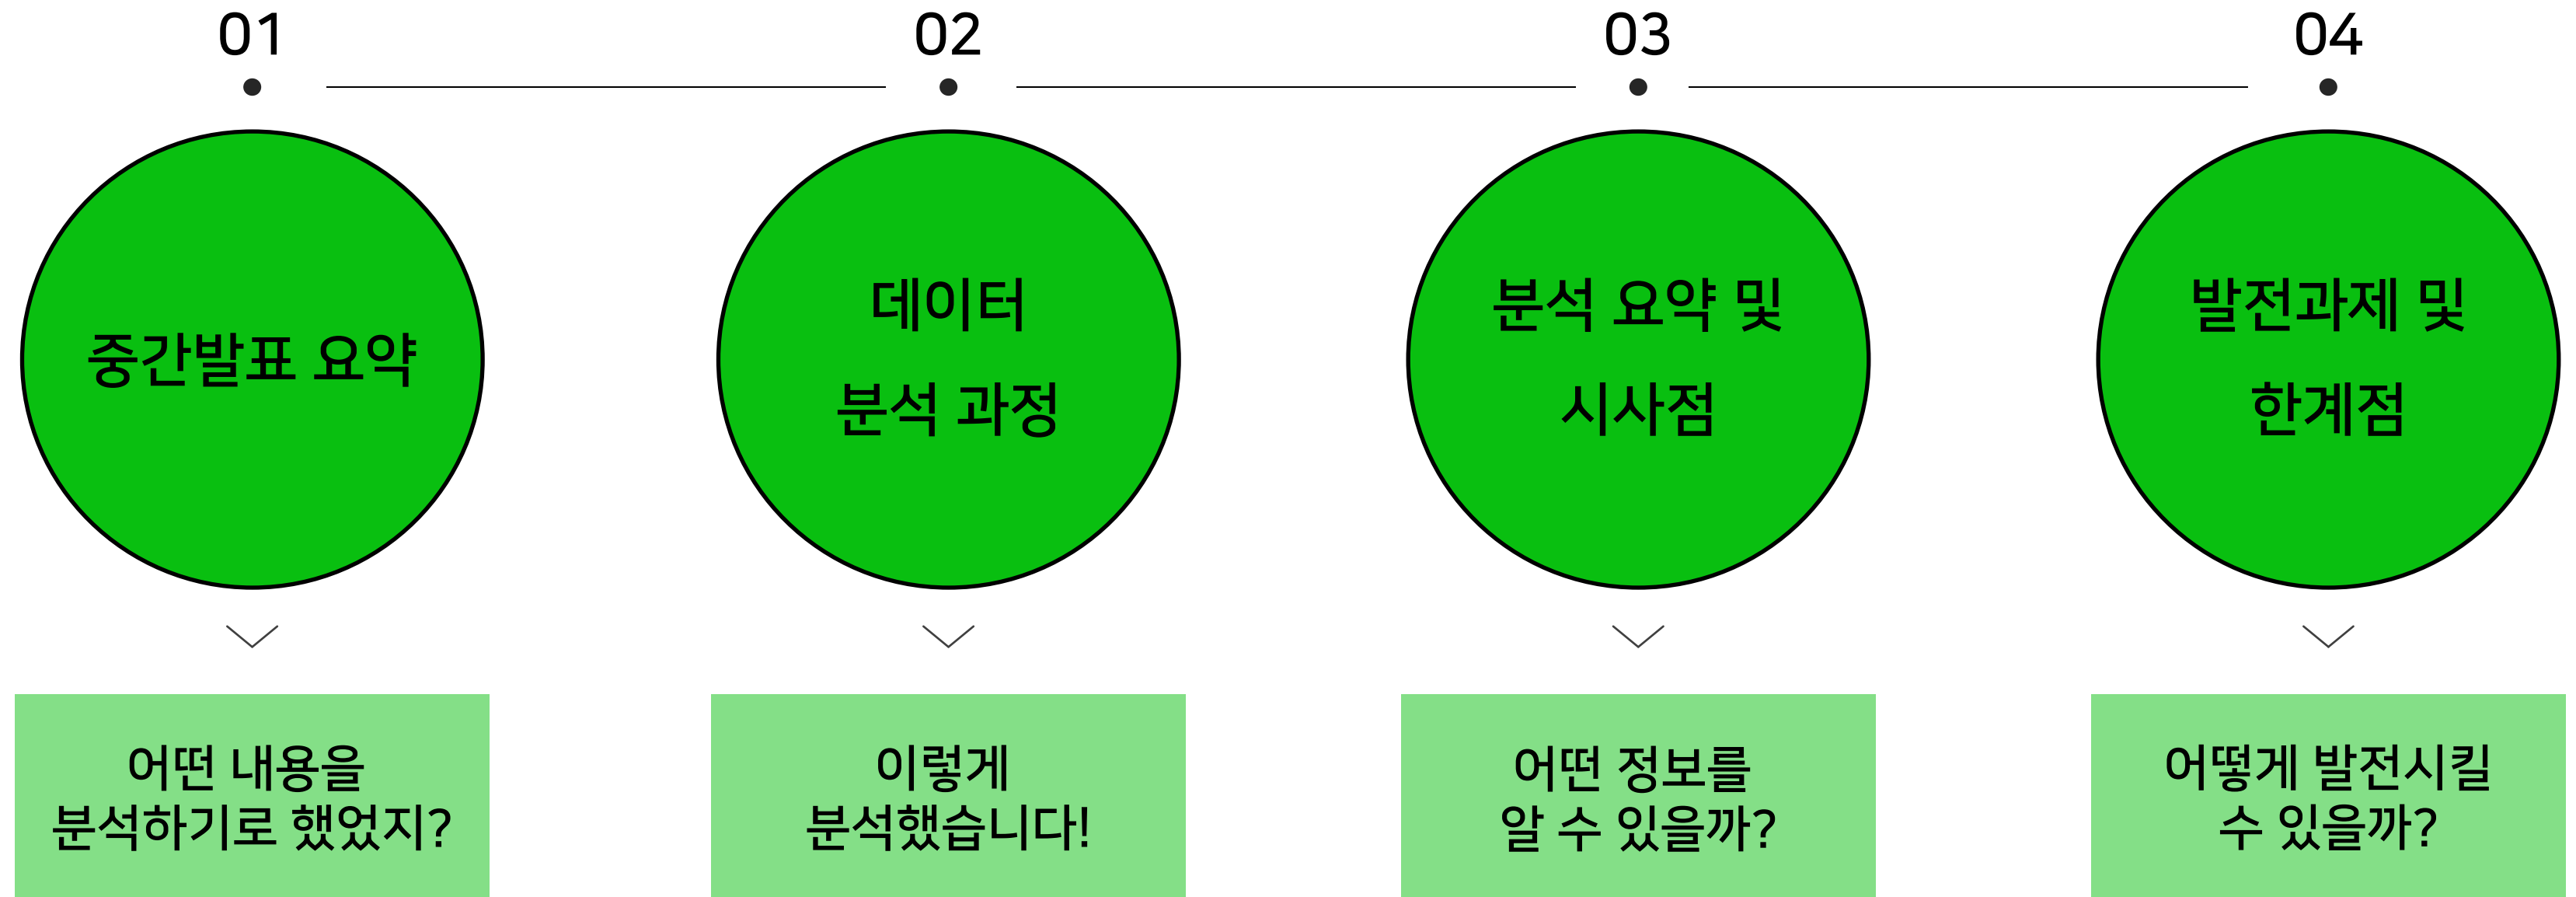 01
02
03
04
중간발표 요약
데이터
분석 과정
분석 요약 및
시사점
발전과제 및
한계점
어떤 내용을
분석하기로 했었지?
이렇게
분석했습니다!
어떤 정보를
알 수 있을까?
어떻게 발전시킬
수 있을까?